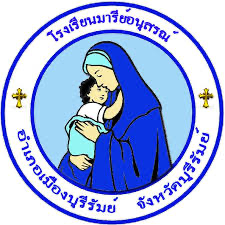 โรงเรียนมารีย์อนุสรณ์
อำเภอเมืองบุรีรัมย์ จังหวัดบุรีรัมย์